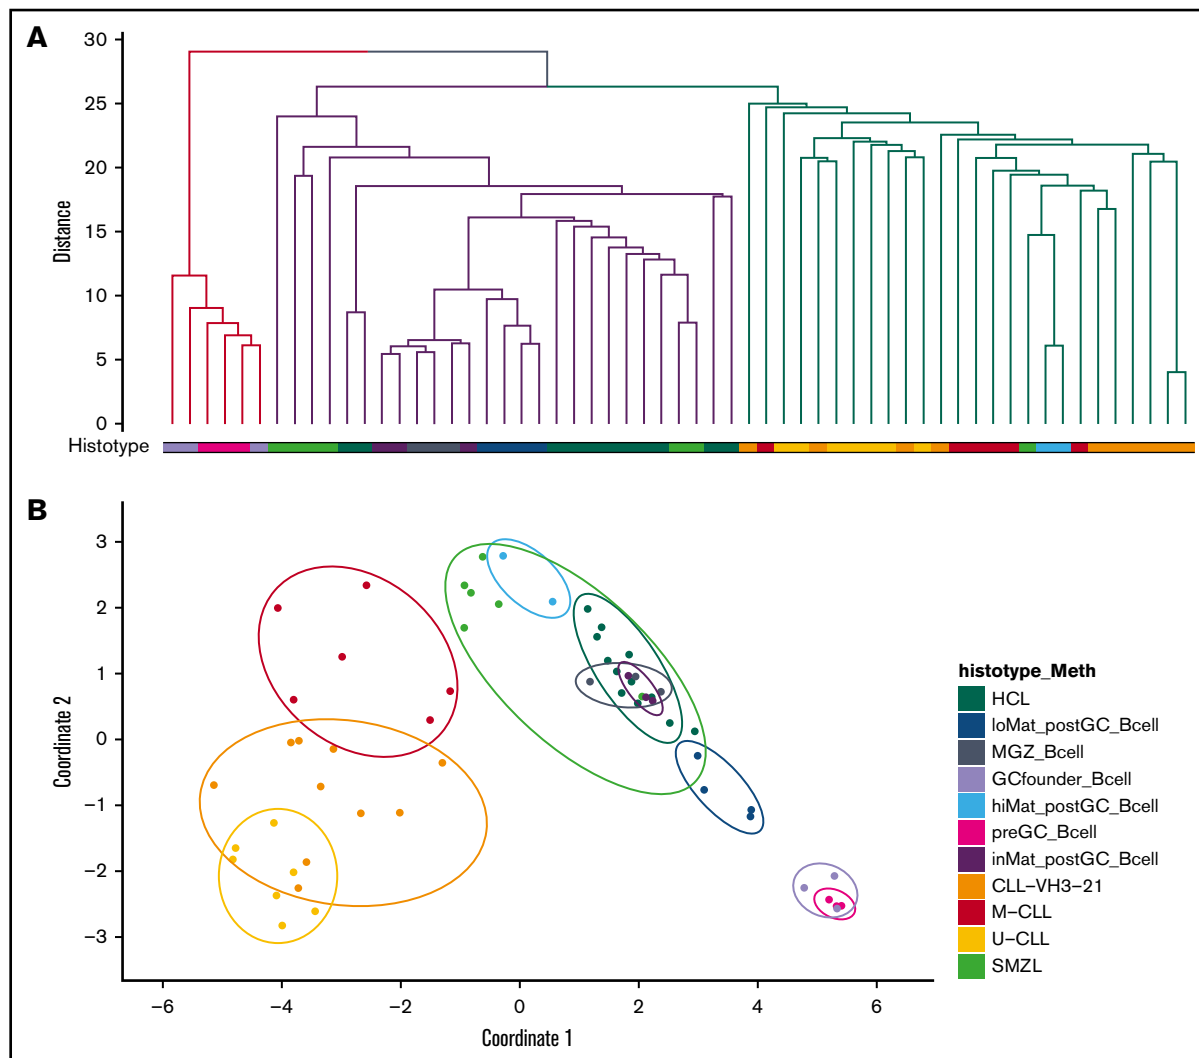 A
30
25
20
15
10
5
0
Distance
Histotype
B
3
2
1
0
−1
−2
−3
Coordinate 2
−6 −4 −2 0 2 4 6
Coordinate 1
histotype_Meth
HCL
loMat_postGC_Bcell
MGZ_Bcell
GCfounder_Bcell
hiMat_postGC_Bcell
preGC_Bcell
inMat_postGC_Bcell
CLL−VH3−21
M−CLL
U−CLL
SMZL